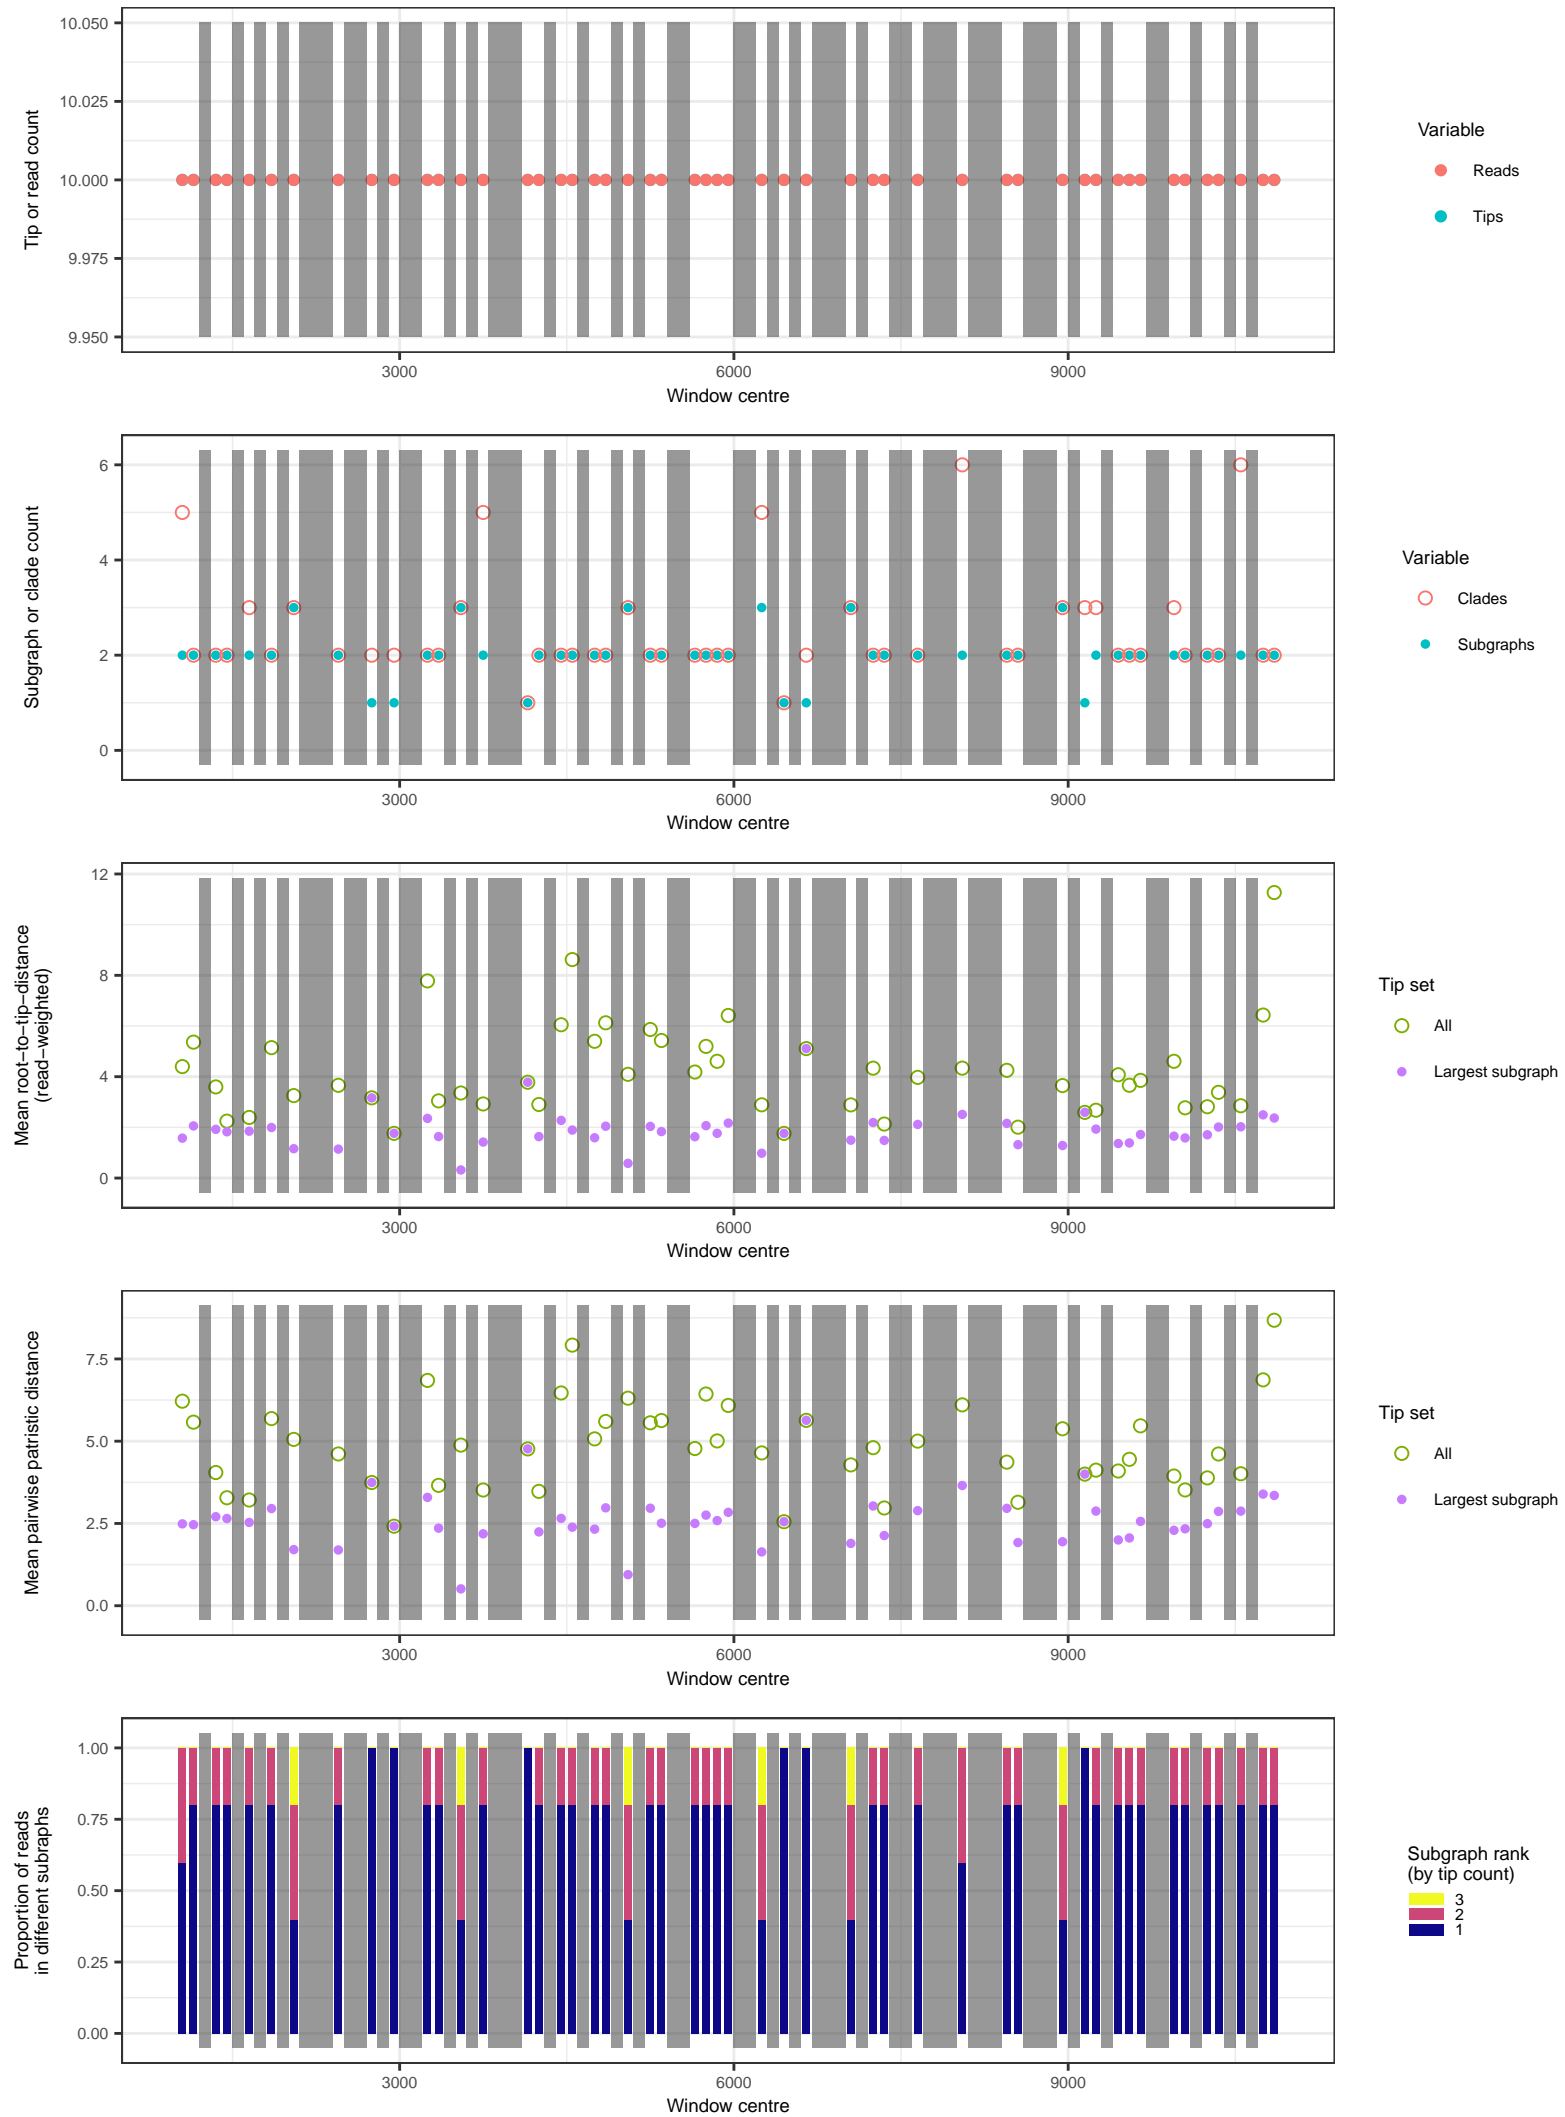 10.050
10.025
10.000
9.975
9.950
Tip or read count
3000
6000
9000
Window centre
Variable
Reads
Tips
6
4
2
0
Subgraph or clade count
3000
6000
9000
Window centre
Variable
Clades
Subgraphs
12
8
4
0
Mean root−to−tip−distance
(read−weighted)
3000
6000
9000
Window centre
Tip set
All
Largest subgraph
7.5
5.0
2.5
0.0
Mean pairwise patristic distance
3000
6000
9000
Window centre
Tip set
All
Largest subgraph
1.00
0.75
0.50
0.25
0.00
Proportion of reads
in different subraphs
3000
6000
9000
Window centre
Subgraph rank
(by tip count)
3
2
1